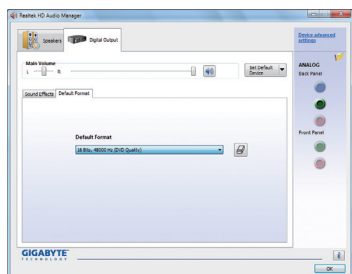 Realtek HD Audio Manager
Speakers
Digital Output
Device advanced
settings
Main Volume
L
R
Set Default
Device
ANALOG
Back Panel
Sound Effects
Default Format
Default Format
16 Bits, 48000 Hz (DVD Quality)
Front Panel
GIGABYTE
TECHNOLOGY
OK